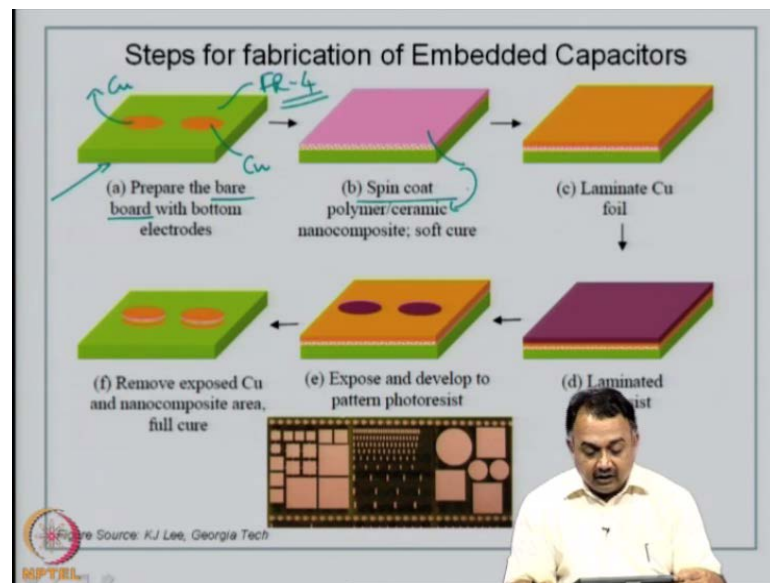 Steps for fabrication of Embedded Capacitors
Cu
FR-4
Cu
(a) Prepare the bare
board with bottom
electrodes
(b) Spin coat
polymer/ceramic
nanocomposite; soft cure
(c) Laminate Cu
foil
(f) Remove exposed Cu
and nanocomposite area,
full cure
(e) Expose and develop to
pattern photoresist
(d) Laminated
Source: KJ Lee, Georgia Tech
NPTEL